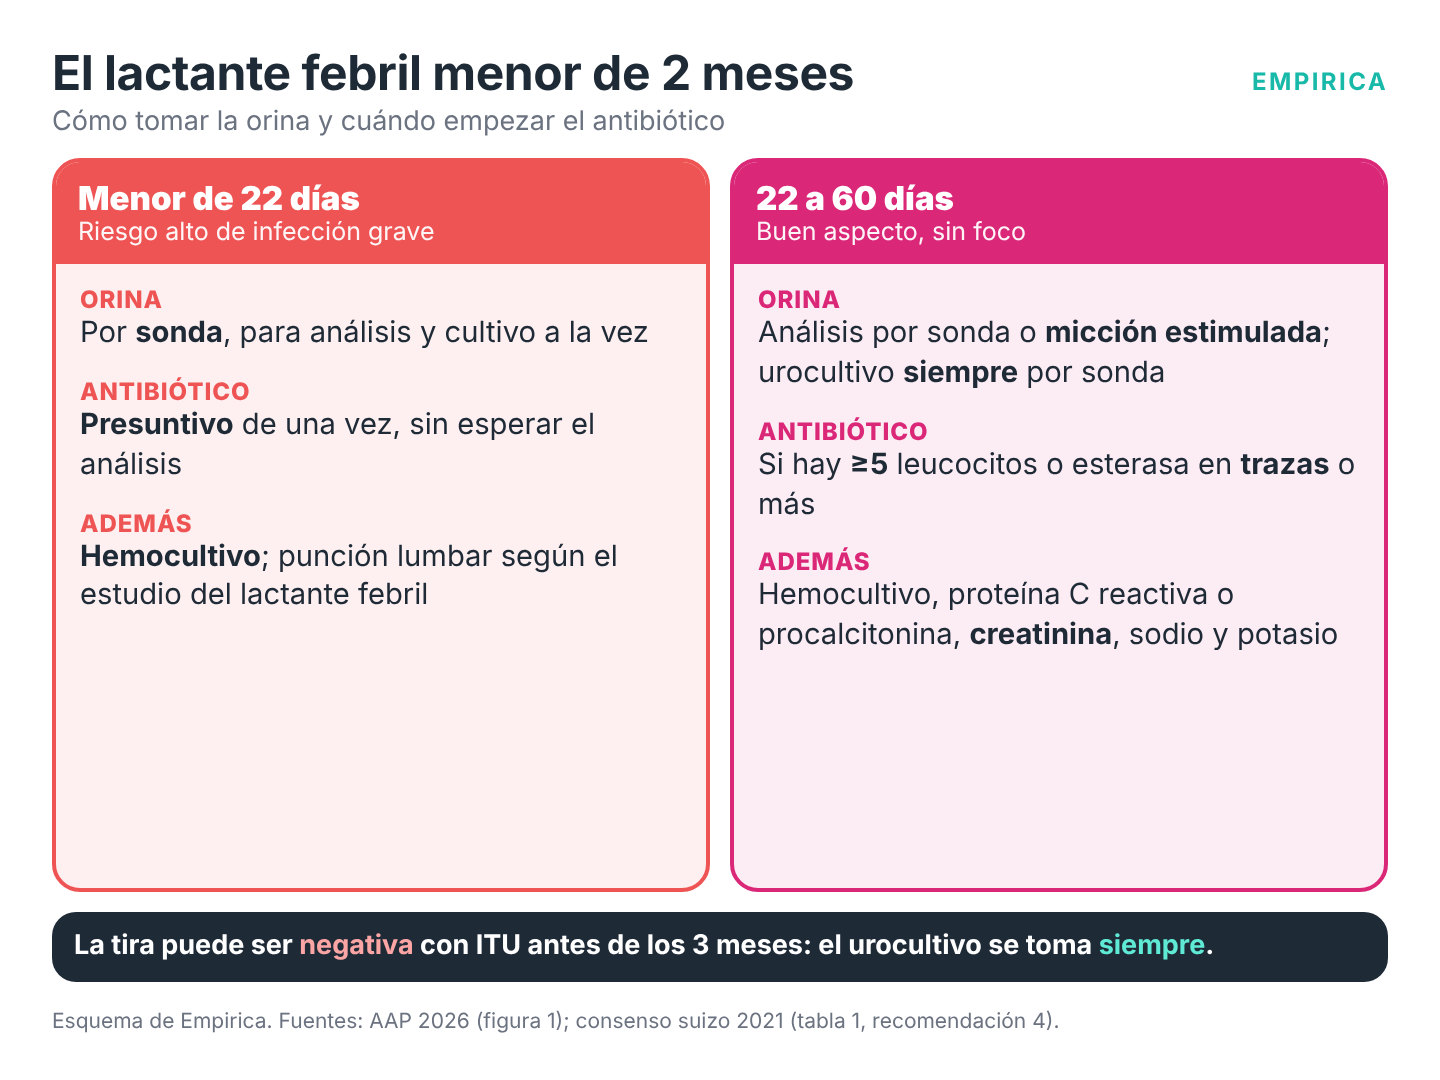 El lactante febril menor de 2 meses
EMPIRICA
Cómo tomar la orina y cuándo empezar el antibiótico
Menor de 22 días
Riesgo alto de infección grave
ORINA
Por sonda, para análisis y cultivo a la vez
ANTIBIÓTICO
Presuntivo de una vez, sin esperar el
análisis
ADEMÁS
Hemocultivo; punción lumbar según el
estudio del lactante febril
22 a 60 días
Buen aspecto, sin foco
ORINA
Análisis por sonda o micción estimulada;
urocultivo siempre por sonda
ANTIBIÓTICO
Si hay ≥5 leucocitos o esterasa en trazas o
más
ADEMÁS
Hemocultivo, proteína C reactiva o
procalcitonina, creatinina, sodio y potasio
La tira puede ser negativa con ITU antes de los 3 meses: el urocultivo se toma siempre.
Esquema de Empirica. Fuentes: AAP 2026 (figura 1); consenso suizo 2021 (tabla 1, recomendación 4).